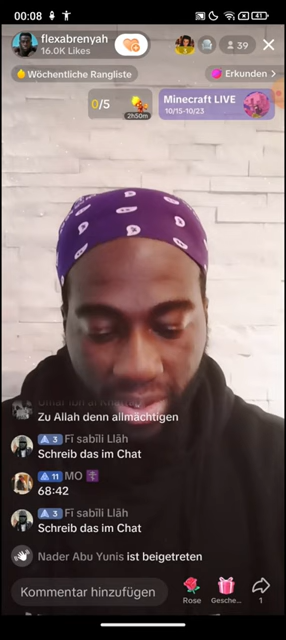 00:08
41
flexabrenyah
16.0K Likes
39
Wöchentliche Rangliste
Erkunden >
0/5
2h50m
Minecraft LIVE
10/15-10/23
Zu Allah denn allmächtigen
3 Fī sabīli Llāh
Schreib das im Chat
11 MO
68:42
3 Fī sabīli Llāh
Schreib das im Chat
Nader Abu Yunis ist beigetreten
Kommentar hinzufügen
Rose
Gesche...
1